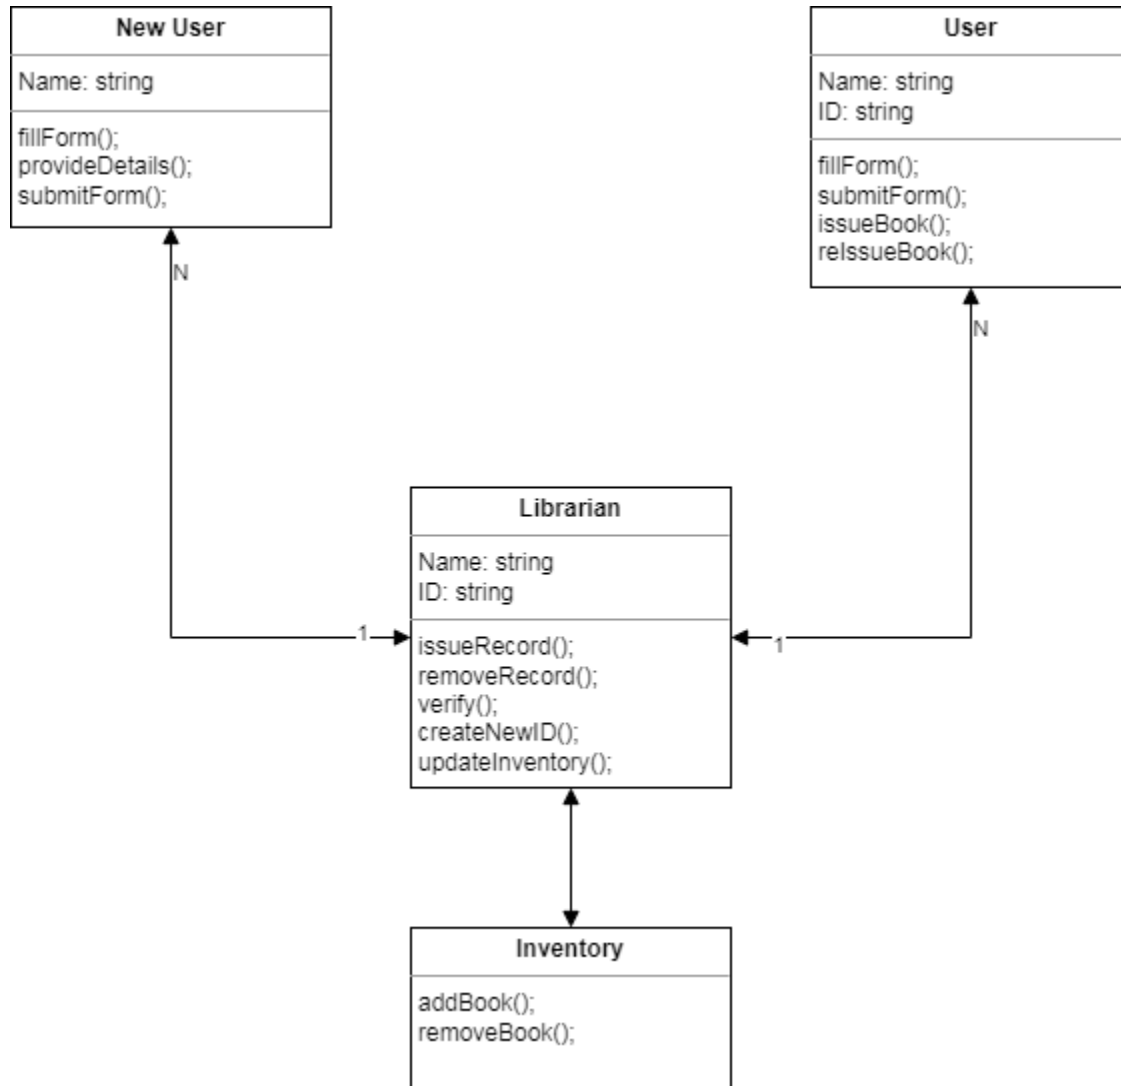 New User
Name: string
fillForm();
provideDetails();
submitForm();
N
User
Name: string
ID: string
fillForm();
submitForm();
issueBook();
reIssueBook();
N
Librarian
Name: string
ID: string
issueRecord();
removeRecord();
verify();
createNewID();
updateInventory();
1
1
Inventory
addBook();
removeBook();